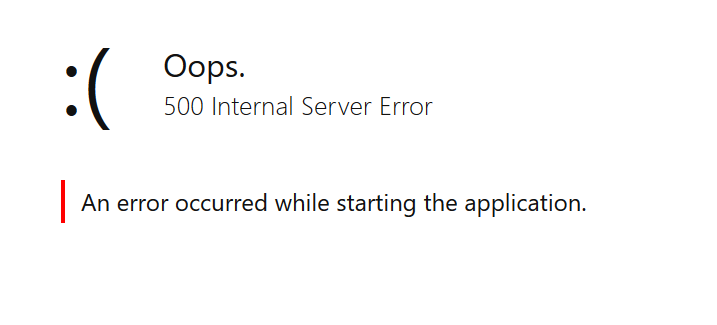 :(
Oops.
500 Internal Server Error
An error occurred while starting the application.